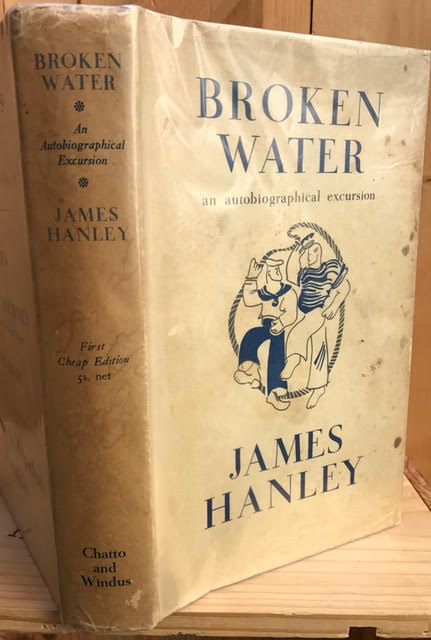 BROKEN
WATER
An
Autobiographical
Excursion
JAMES
HANLEY
First
Cheap Edition
5s. net
Chatto
and
Windus
BROKEN
WATER
an autobiographical excursion
JAMES
HANLEY